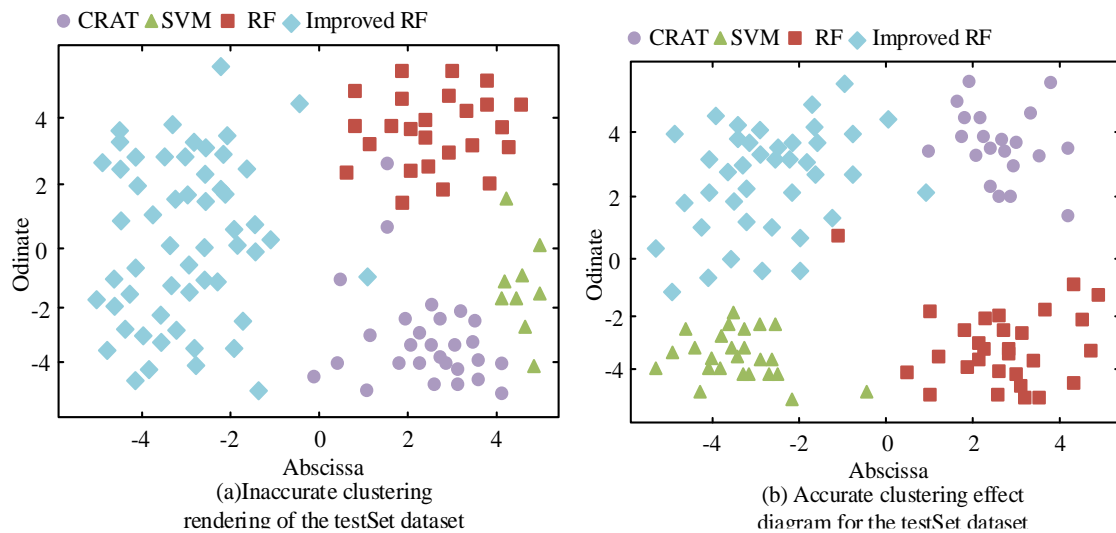 CRAT SVM RF Improved RF
4
2
0
-2
-4
Odinate
-4 -2 0 2 4
Abscissa
(a)Inaccurate clustering
rendering of the testSet dataset
CRAT SVM RF Improved RF
4
2
0
-2
-4
Odinate
-4 -2 0 2 4
Abscissa
(b) Accurate clustering effect
diagram for the testSet dataset